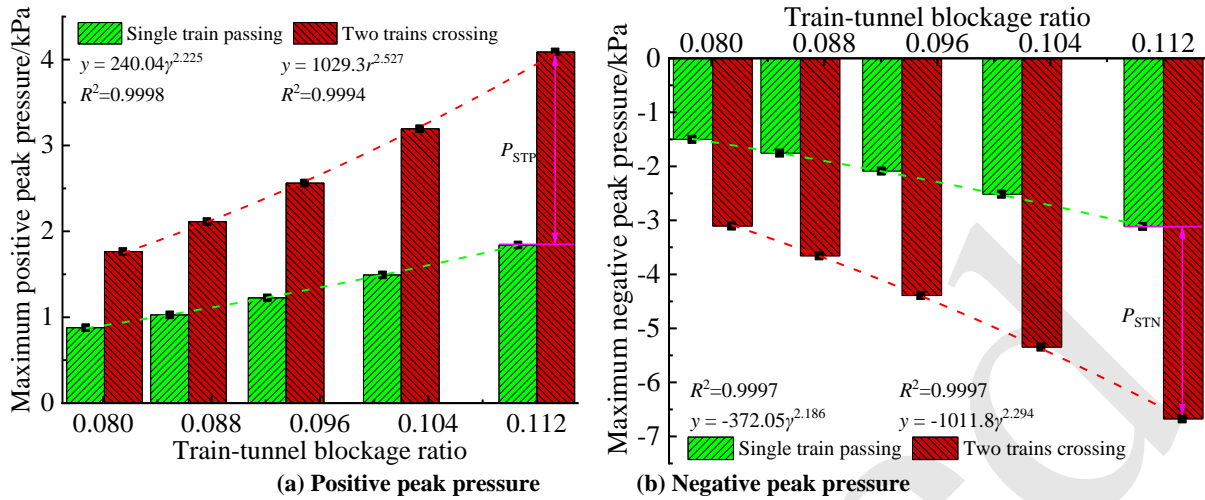 Maximum positive peak pressure/kPa
4
3
2
1
0
Single train passing
Two trains crossing
y = 240.04γ^2.225
y = 1029.3r^2.527
R²=0.9998
R²=0.9994
P_STP
0.080 0.088 0.096 0.104 0.112
Train-tunnel blockage ratio
(a) Positive peak pressure
Train-tunnel blockage ratio
0.080 0.088 0.096 0.104 0.112
Maximum negative peak pressure/kPa
0
-1
-2
-3
-4
-5
-6
-7
P_STN
R²=0.9997
R²=0.9997
y = -372.05γ^2.186
y = -1011.8γ^2.294
Single train passing
Two trains crossing
(b) Negative peak pressure